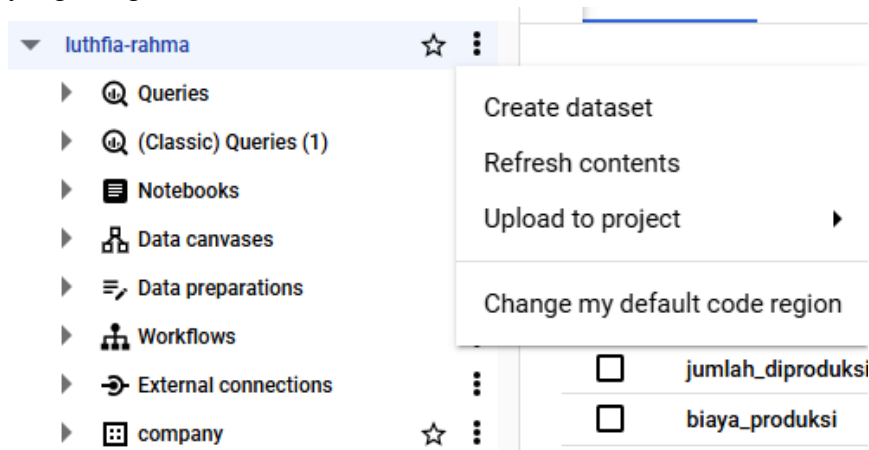 luthfia-rahma
Queries
(Classic) Queries (1)
Notebooks
Data canvases
Data preparations
Workflows
External connections
company
Create dataset
Refresh contents
Upload to project
Change my default code region
jumlah_diproduksi
biaya_produksi